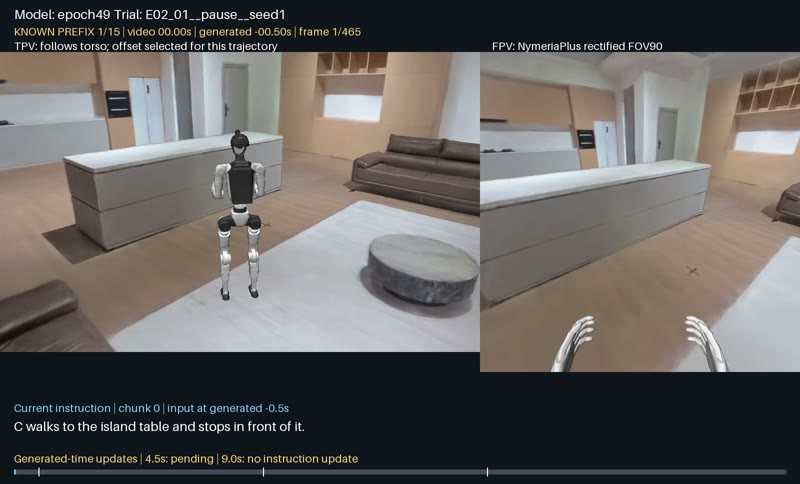 Model: epoch49 Trial: E02_01__pause__seed1
KNOWN PREFIX 1/15 | video 00.00s | generated -00.50s | frame 1/465
TPV: follows torso; offset selected for this trajectory
FPV: NymeriaPlus rectified FOV90
Current instruction | chunk 0 | input at generated -0.5s
C walks to the island table and stops in front of it.
Generated-time updates | 4.5s: pending | 9.0s: no instruction update